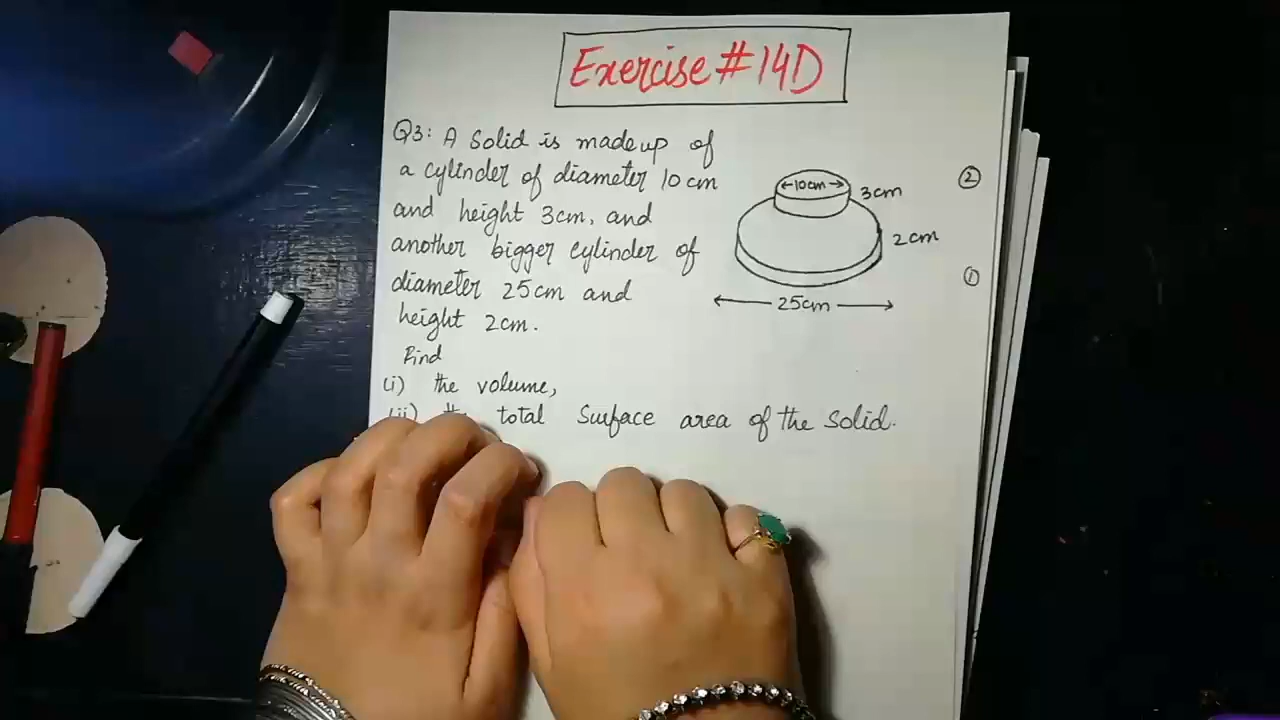 Exercise # 14D
Q3: A Solid is made up of
a cylinder of diameter 10 cm
and height 3cm, and
another bigger cylinder of
diameter 25cm and
height 2cm.
Find
(i) the volume,
(ii) the total Surface area of the solid.
10cm
3cm
②
2cm
①
25cm